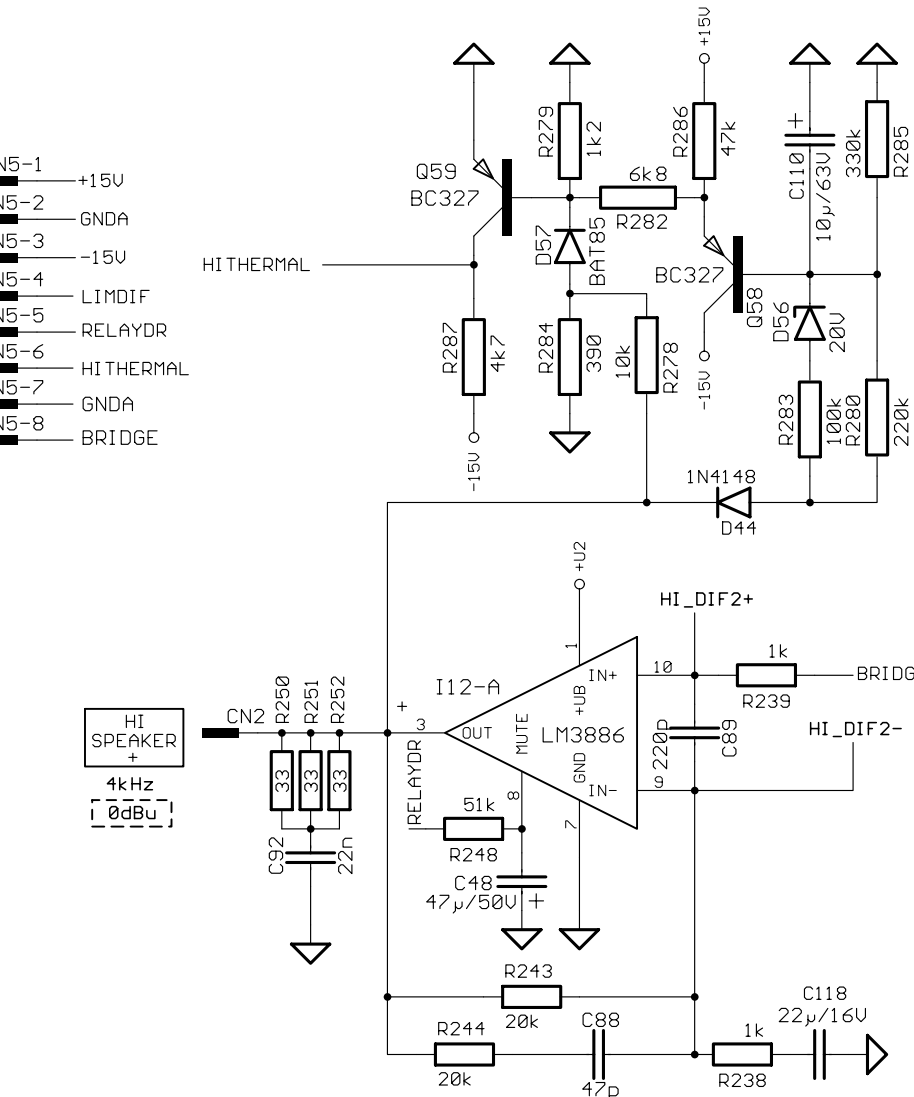 +15V
R279
1k2
R286
47k
C110
+
10µ/63V
330k
R285
N5-1
+15V
N5-2
GNDA
N5-3
-15V
N5-4
LIMDIF
N5-5
RELAYDR
N5-6
HITHERMAL
N5-7
GNDA
N5-8
BRIDGE
Q59
BC327
6k8
R282
D57
BAT85
HITHERMAL
BC327
Q58
D56
20V
R287
4k7
R284
390
10k
R278
-15V
R283
100k
R280
220k
-15V
1N4148
D44
+U2
HI_DIF2+
1
10
IN+
1k
R239
BRIDG
I12-A
+UB
R250
R251
R252
+
3
OUT
MUTE
LM3886
GND
220p
C89
HI_DIF2-
CN2
HI
SPEAKER
+
4kHz
0dBu
33
33
33
RELAYDR
8
7
IN-
9
51k
R248
C92
22n
C48
47µ/50V
+
R243
20k
R244
20k
C88
47p
1k
R238
C118
22µ/16V